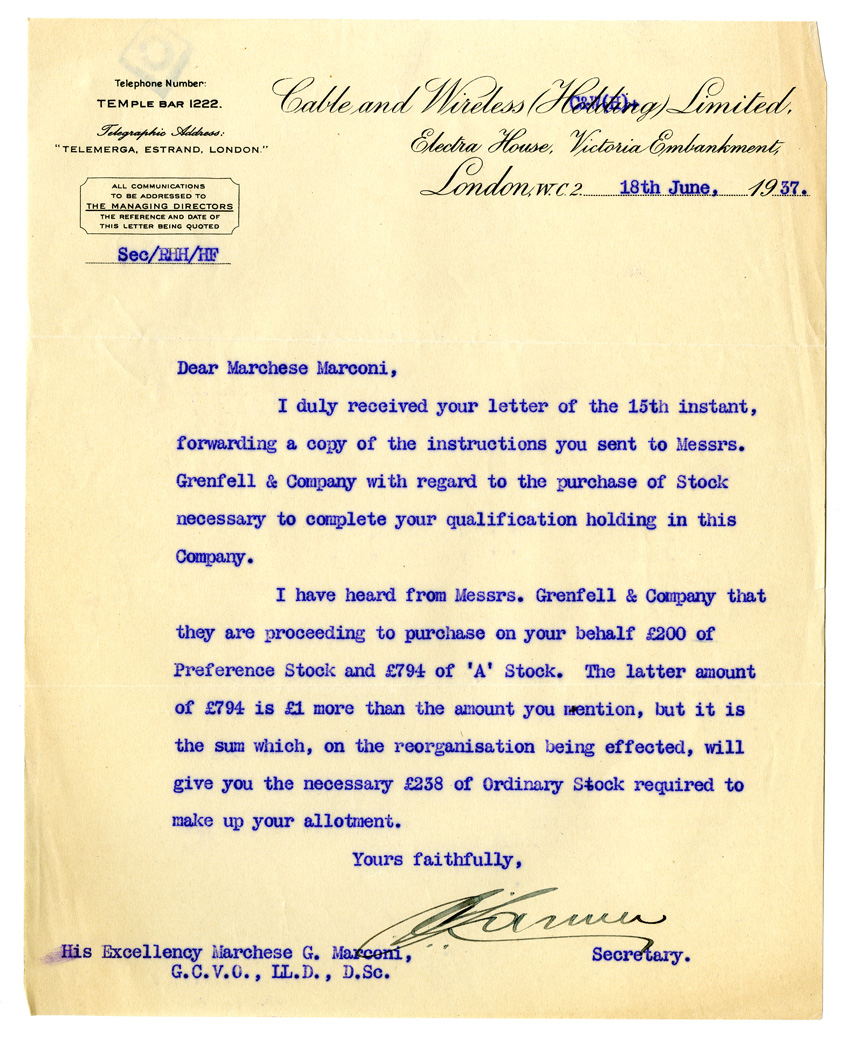 Telephone Number:
TEMPLE BAR 1222.
Telegraphic Address:
"TELEMERGA, ESTRAND, LONDON."
ALL COMMUNICATIONS
TO BE ADDRESSED TO
THE MANAGING DIRECTORS
THE REFERENCE AND DATE OF
THIS LETTER BEING QUOTED
Sec/RHH/HF
Cable and Wireless (Holding) Limited,
Electra House, Victoria Embankment,
London, W.C.2. 18th June, 1937.
Dear Marchese Marconi,
I duly received your letter of the 15th instant,
forwarding a copy of the instructions you sent to Messrs.
Grenfell & Company with regard to the purchase of Stock
necessary to complete your qualification holding in this
Company.
I have heard from Messrs. Grenfell & Company that
they are proceeding to purchase on your behalf £200 of
Preference Stock and £794 of 'A' Stock. The latter amount
of £794 is £1 more than the amount you mention, but it is
the sum which, on the reorganisation being effected, will
give you the necessary £238 of Ordinary Stock required to
make up your allotment.
Yours faithfully,
Secretary.
His Excellency Marchese G. Marconi,
G.C.V.O., LL.D., D.Sc.